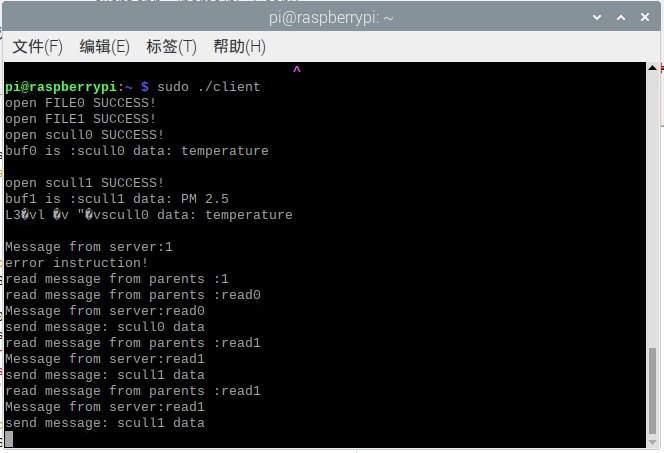 pi@raspberrypi: ~
文件(F) 编辑(E) 标签(T) 帮助(H)
^
pi@raspberrypi:~ $ sudo ./client
open FILE0 SUCCESS!
open FILE1 SUCCESS!
open scull0 SUCCESS!
buf0 is :scull0 data: temperature
open scull1 SUCCESS!
buf1 is :scull1 data: PM 2.5
L3�vl �v "�vscull0 data: temperature
Message from server:1
error instruction!
read message from parents :1
read message from parents :read0
Message from server:read0
send message: scull0 data
read message from parents :read1
Message from server:read1
send message: scull1 data
read message from parents :read1
Message from server:read1
send message: scull1 data